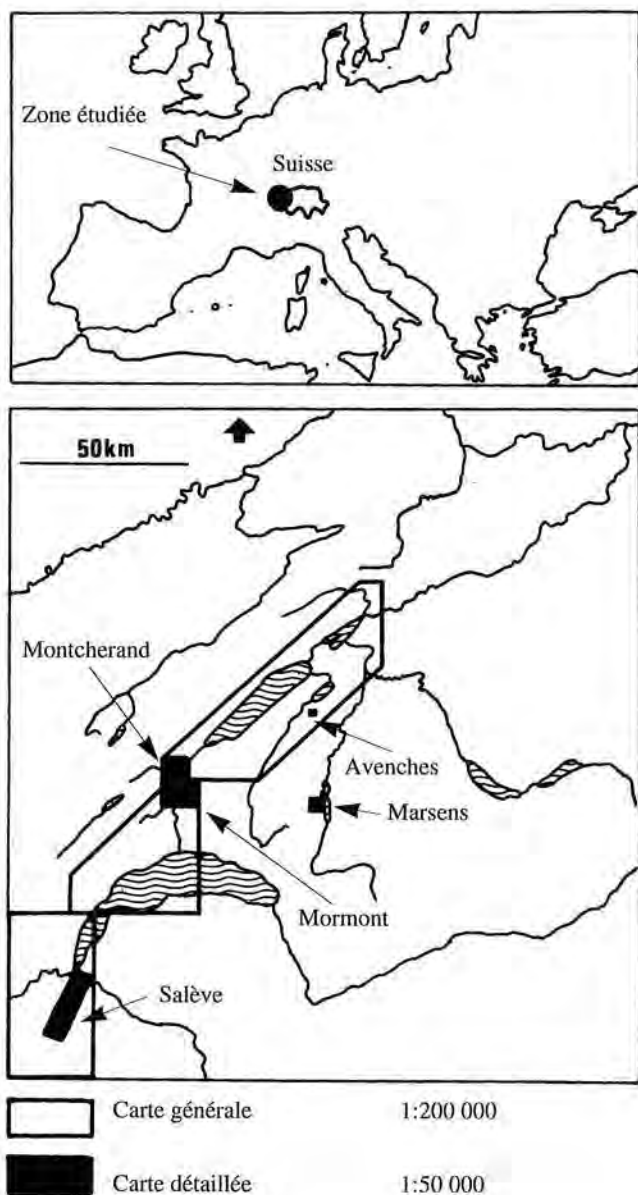 Zone étudiée
Suisse
50km
Montcherand
Avenches
Marsens
Mormont
Salève
Carte générale 1:200 000
Carte détaillée 1:50 000